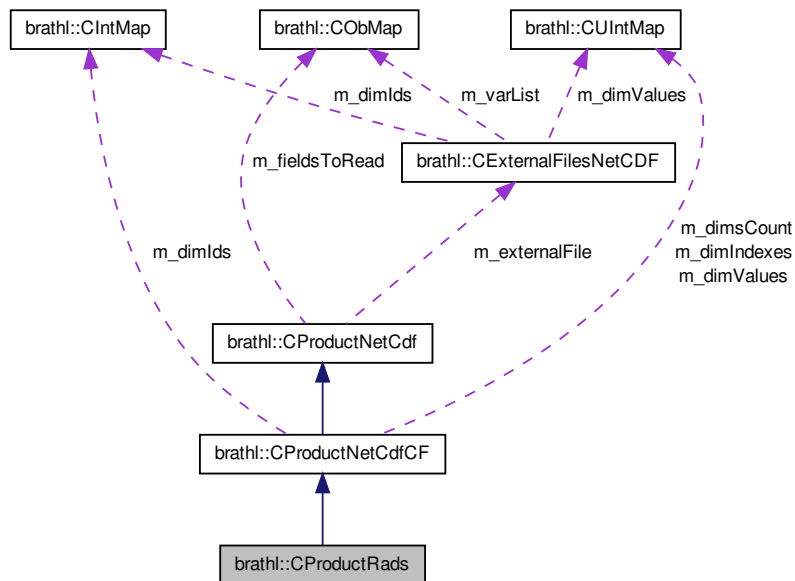 brathl::CIntMap
brathl::CObMap
brathl::CUIntMap
m_dimIds
m_varList
m_dimValues
m_fieldsToRead
brathl::CExternalFilesNetCDF
m_dimIds
m_externalFile
m_dimsCount
m_dimIndexes
m_dimValues
brathl::CProductNetCdf
brathl::CProductNetCdfCF
brathl::CProductRads